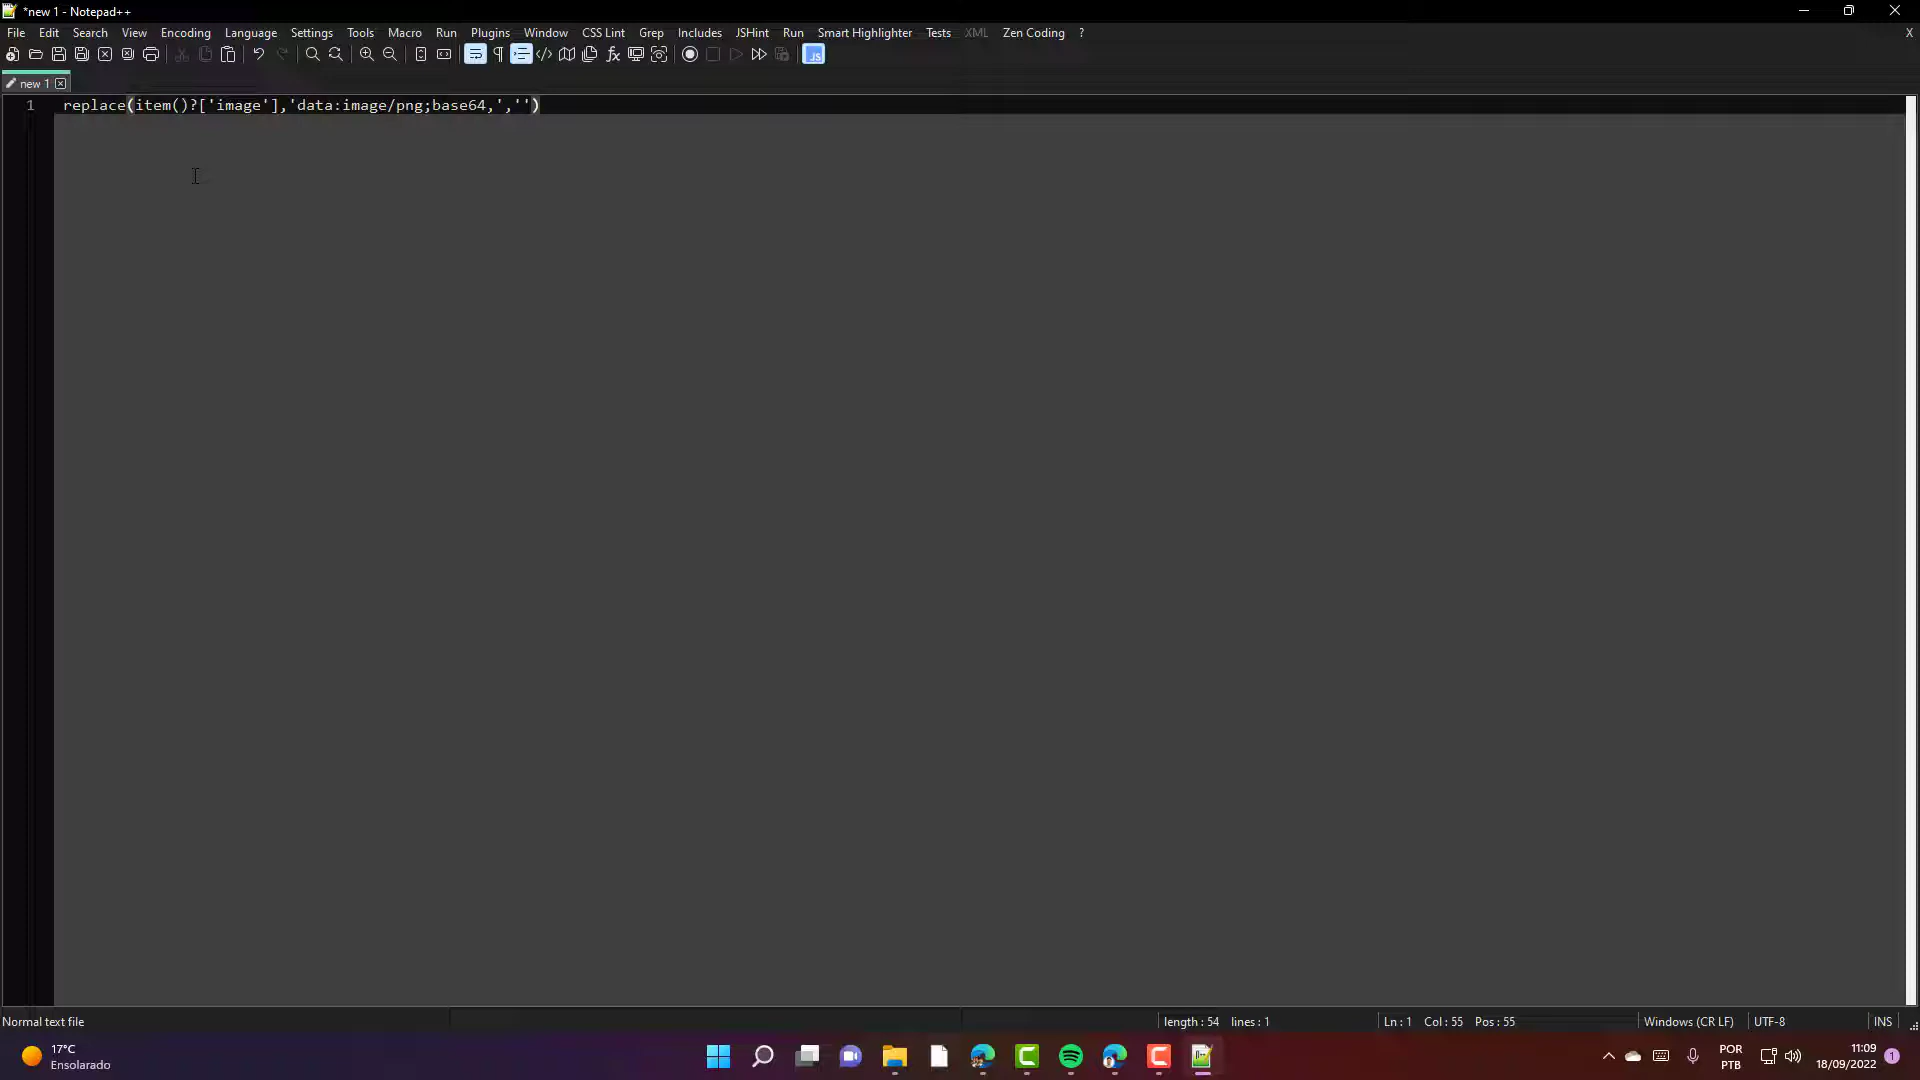 *new 1 - Notepad++
File Edit Search View Encoding Language Settings Tools Macro Run Plugins Window CSS Lint Grep Includes JSHint Run Smart Highlighter Tests XML Zen Coding ? X
new 1
1 replace(item()?['image'],'data:image/png;base64,','')
Normal text file length : 54 lines : 1 Ln : 1 Col : 55 Pos : 55 Windows (CR LF) UTF-8 INS
17°C
Ensolarado
POR
PTB
11:09
18/09/2022
1